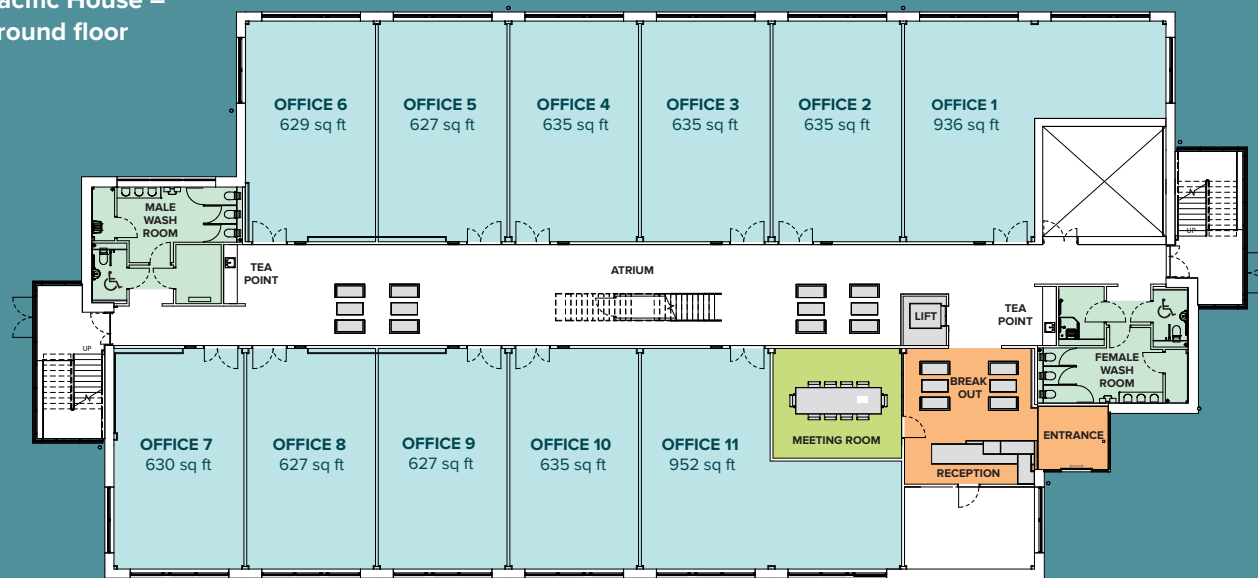 acific House –
round floor
OFFICE 6
629 sq ft
OFFICE 5
627 sq ft
OFFICE 4
635 sq ft
OFFICE 3
635 sq ft
OFFICE 2
635 sq ft
OFFICE 1
936 sq ft
MALE
WASH
ROOM
UP
TEA
POINT
ATRIUM
LIFT
TEA
POINT
UP
BREAK
OUT
FEMALE
WASH
ROOM
OFFICE 7
630 sq ft
OFFICE 8
627 sq ft
OFFICE 9
627 sq ft
OFFICE 10
635 sq ft
OFFICE 11
952 sq ft
MEETING ROOM
ENTRANCE
RECEPTION